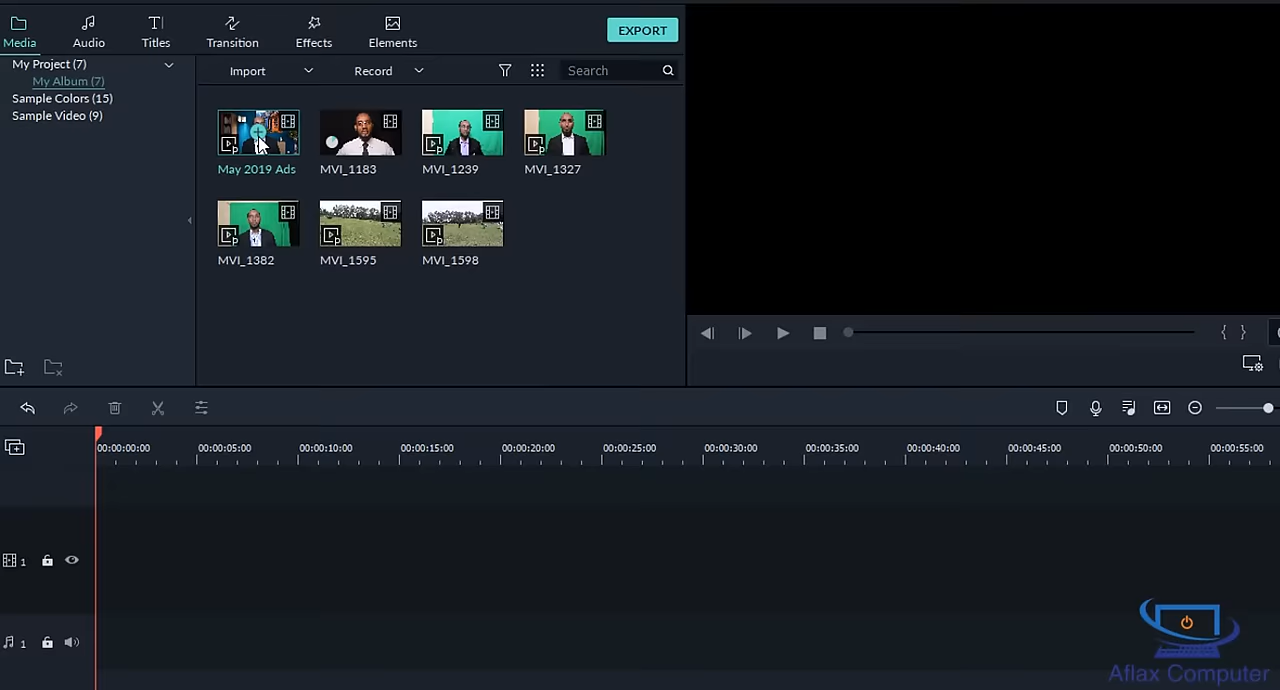 Media
Audio
Titles
Transition
Effects
Elements
EXPORT
My Project (7)
My Album (7)
Sample Colors (15)
Sample Video (9)
Import
Record
Search
May 2019 Ads
MVI_1183
MVI_1239
MVI_1327
MVI_1382
MVI_1595
MVI_1598
{ }
00:00:00:00 00:00:05:00 00:00:10:00 00:00:15:00 00:00:20:00 00:00:25:00 00:00:30:00 00:00:35:00 00:00:40:00 00:00:45:00 00:00:50:00 00:00:55:00
1
1
Aflax Computer